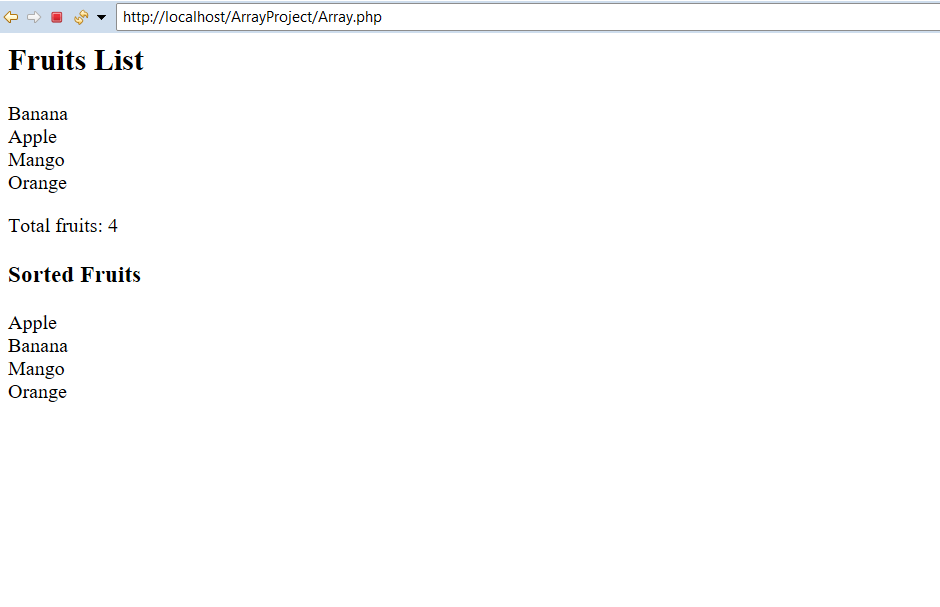 http://localhost/ArrayProject/Array.php
Fruits List
Banana
Apple
Mango
Orange
Total fruits: 4
Sorted Fruits
Apple
Banana
Mango
Orange